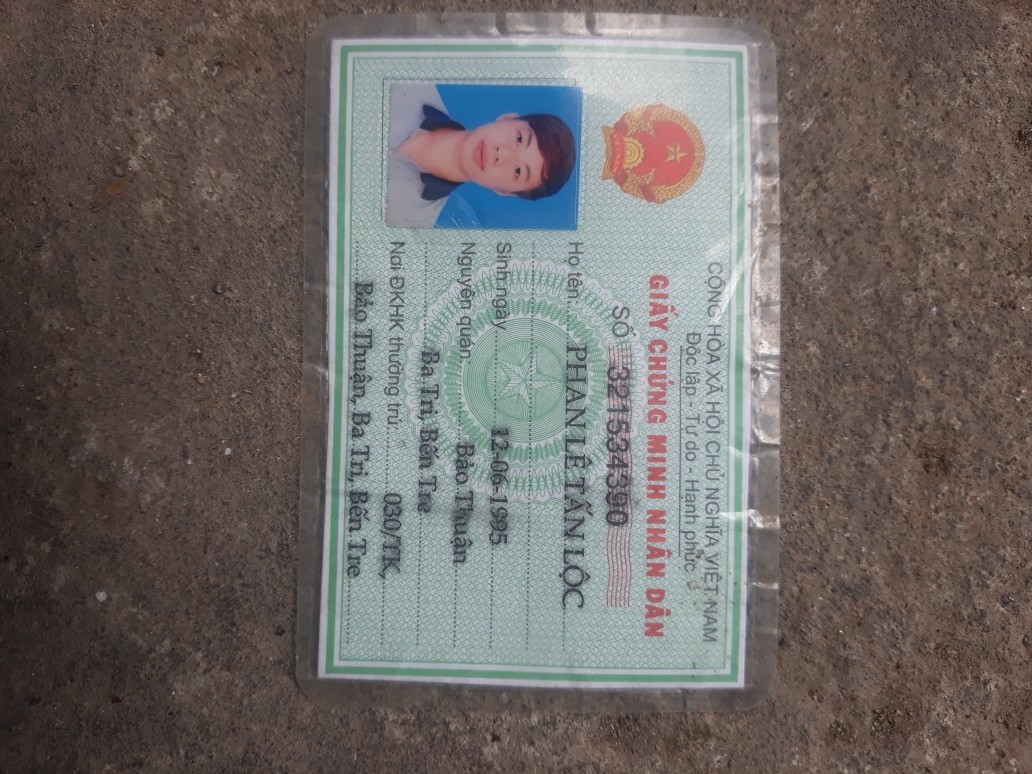 CỘNG HÒA XÃ HỘI CHỦ NGHĨA VIỆT NAM
Độc lập - Tự do - Hạnh phúc
GIẤY CHỨNG MINH NHÂN DÂN
SỐ 321534390
Họ tên: PHAN LÊ TẤN LỘC
Sinh ngày 12-06-1995
Nguyên quán Bảo Thuận
Ba Tri, Bến Tre
Nơi ĐKHK thường trú: 030/TK,
Bảo Thuận, Ba Tri, Bến Tre